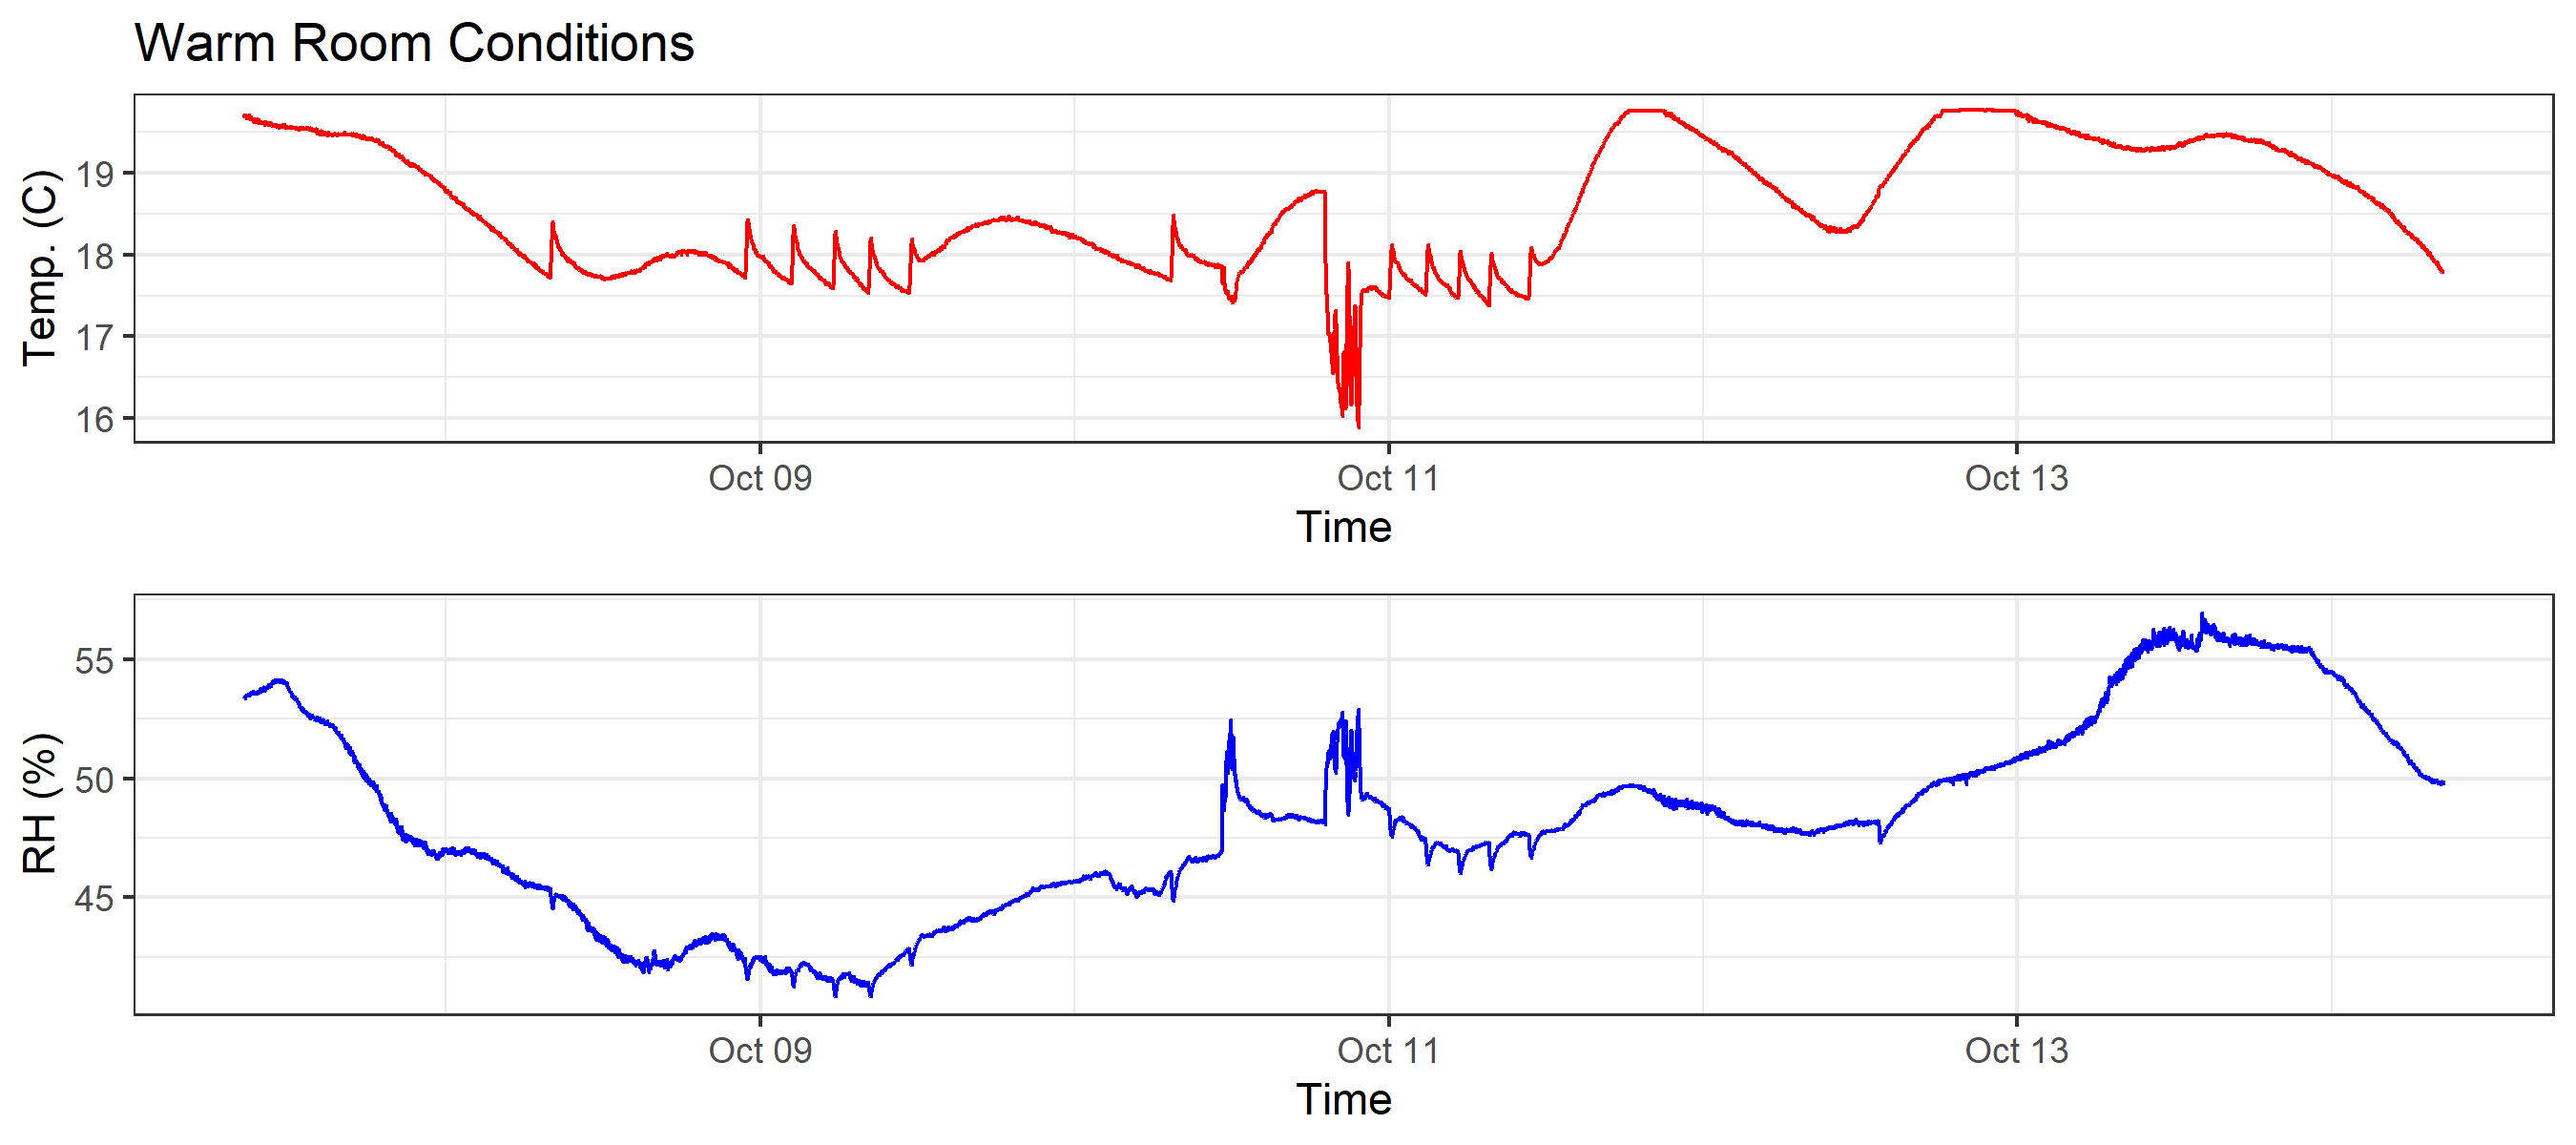 Warm Room Conditions
Temp. (C)
19
18
17
16
Oct 09
Oct 11
Oct 13
Time
RH (%)
55
50
45
Oct 09
Oct 11
Oct 13
Time